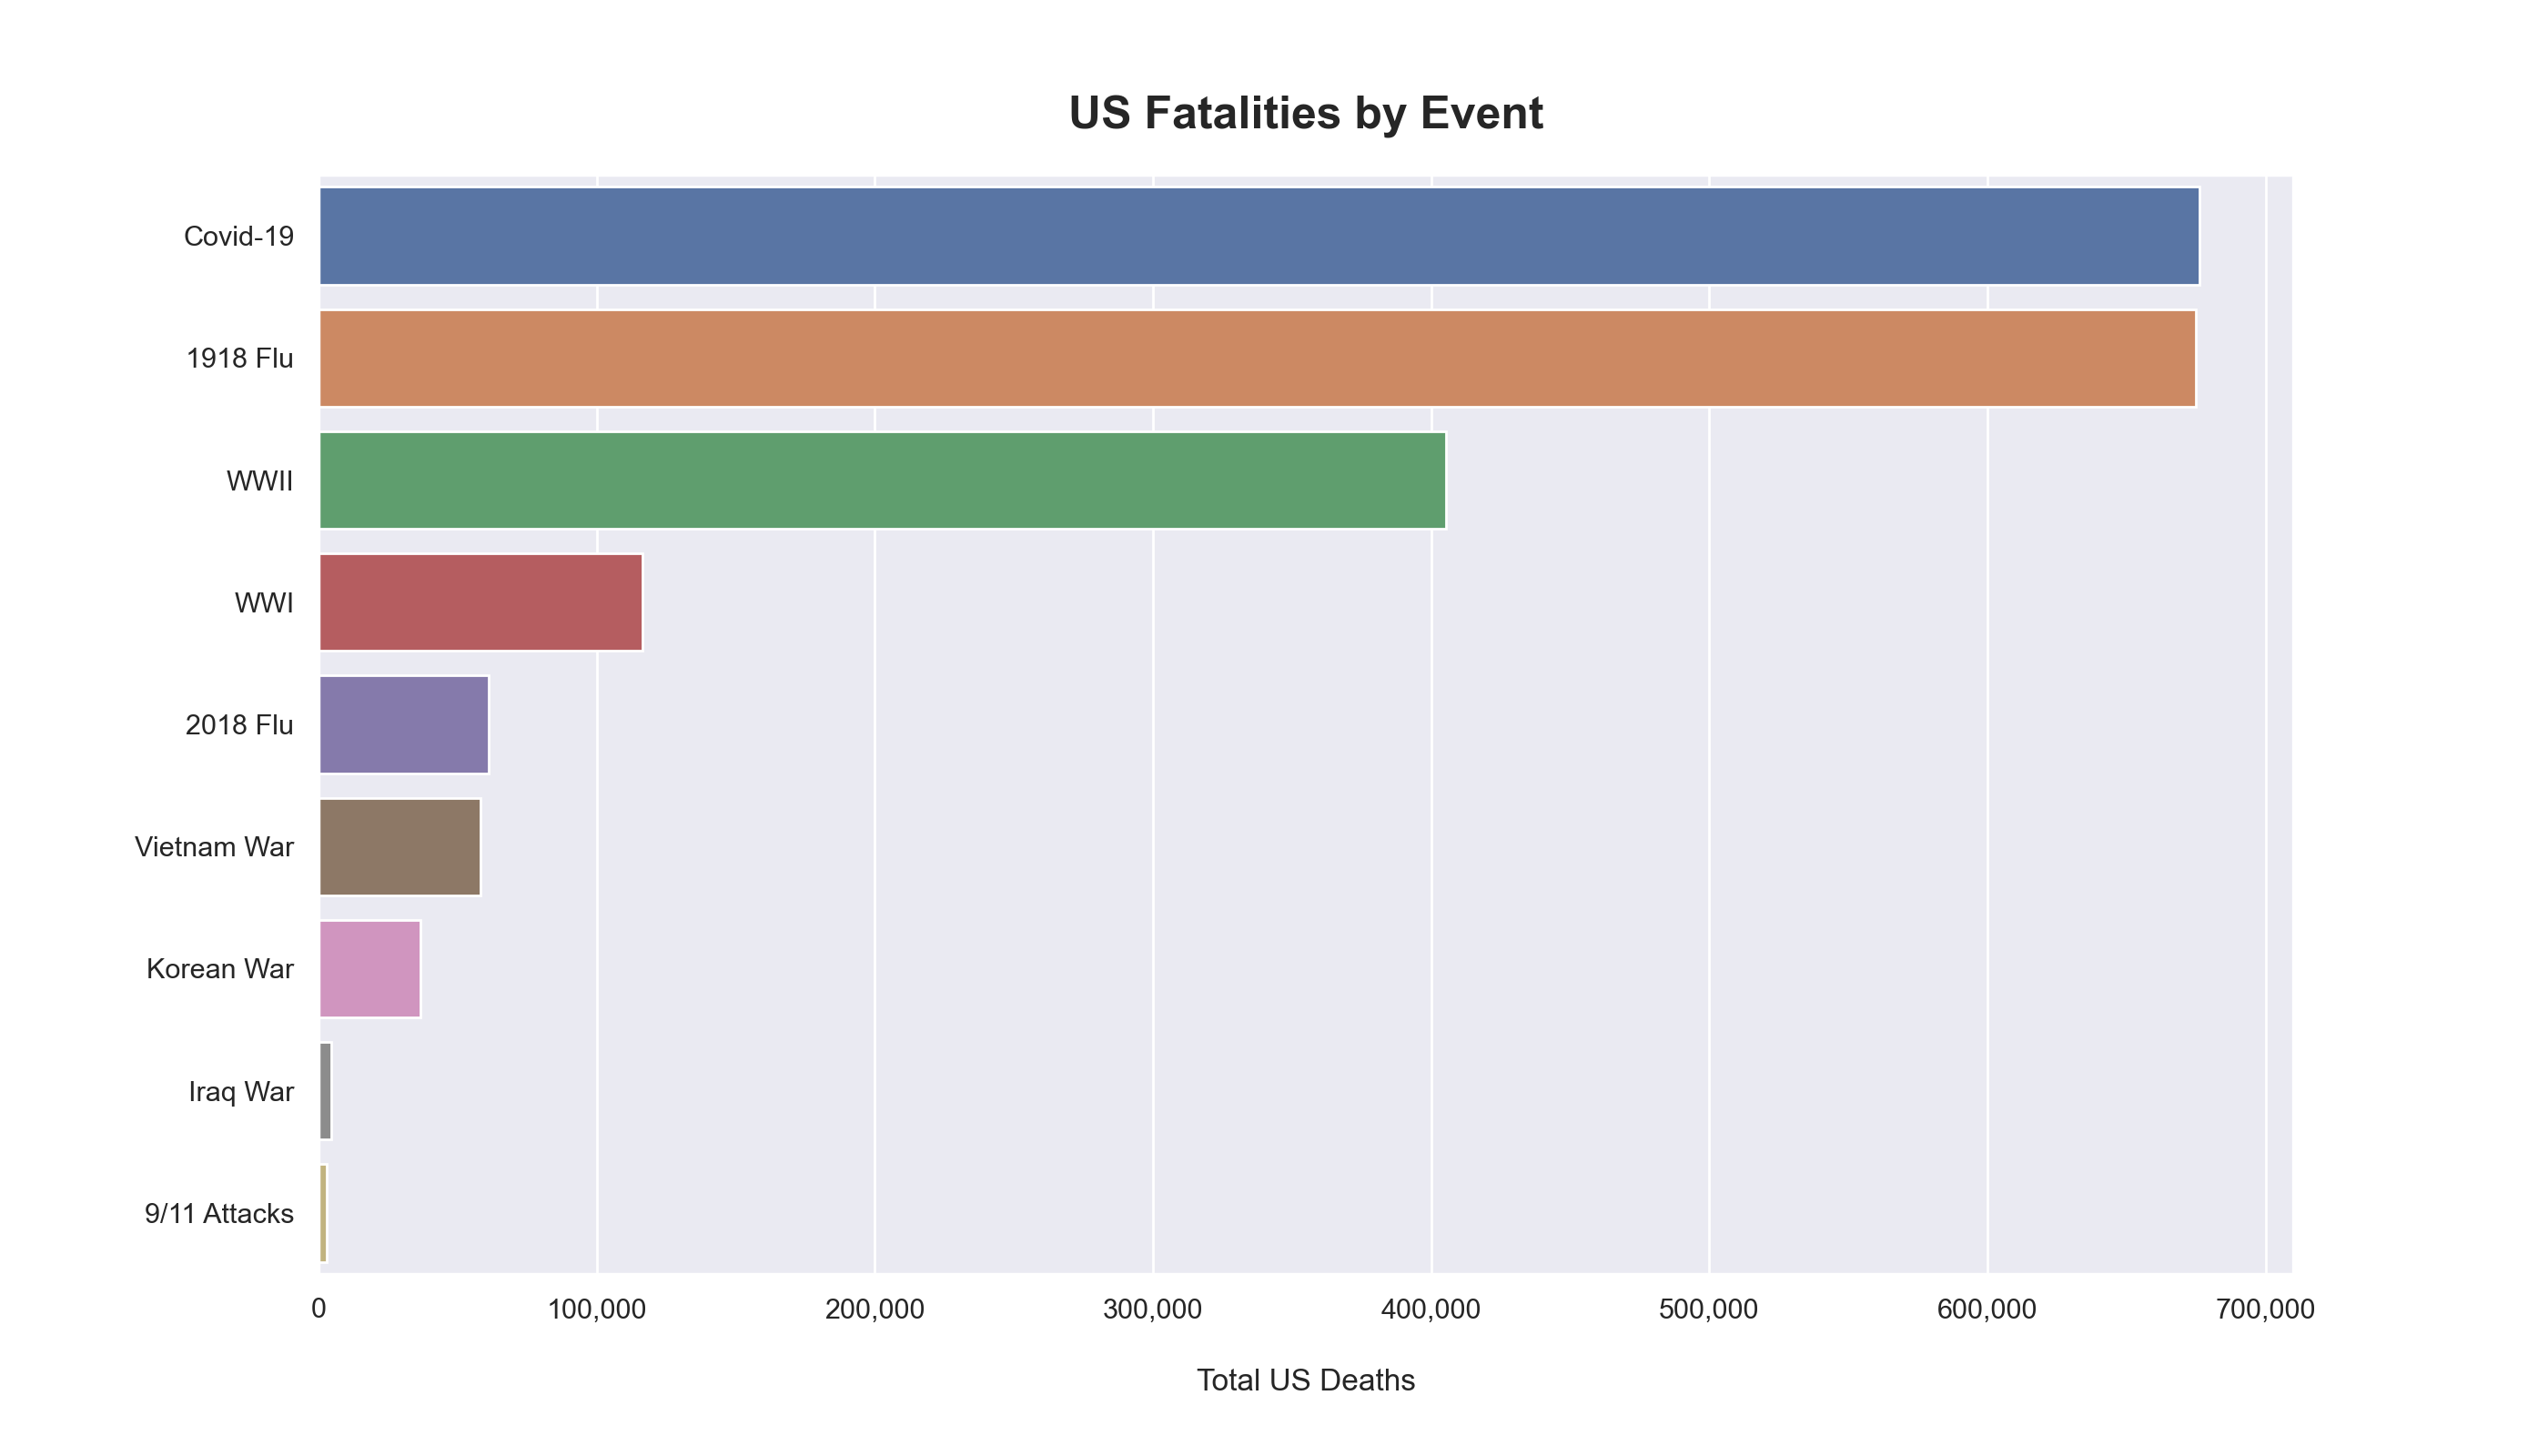 US Fatalities by Event
Covid-19
1918 Flu
WWII
WWI
2018 Flu
Vietnam War
Korean War
Iraq War
9/11 Attacks
0 100,000 200,000 300,000 400,000 500,000 600,000 700,000
Total US Deaths